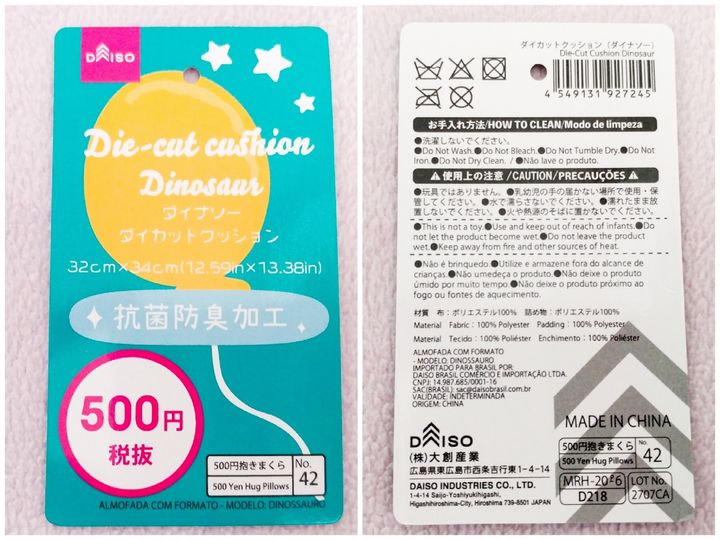 DAISO
Die-cut cushion
Dinosaur
ダイナソー
ダイカットクッション
32cm×34cm(12.59in×13.38in)
抗菌防臭加工
500円
税抜
500円抱きまくら
500 Yen Hug Pillows
No.
42
ALMOFADA COM FORMATO - MODELO: DINOSSAURO
ダイカットクッション（ダイナソー）
Die-Cut Cushion Dinosaur
4 549131 927245
お手入れ方法/HOW TO CLEAN/Modo de limpeza
●洗濯しないでください。
●Do Not Wash.●Do Not Bleach.●Do Not Tumble Dry.●Do Not
Iron.●Do Not Dry Clean. / ●Não lave o produto.
使用上の注意 /CAUTION/PRECAUÇÕES
●玩具ではありません。●乳幼児の手の届かない場所で使用・保
管してください。●水で濡らさないでください。●濡れたまま放
置しないでください。●火や熱源のそばに置かないでください。
●This is not a toy.●Use and keep out of reach of infants.●Do
not let the product become wet.●Do not leave the product
wet.●Keep away from fire and other sources of heat.
●Não é brinquedo.●Utilize e armazene fora do alcance de
crianças.●Não umedeça o produto.●Não deixe o produto
úmido por muito tempo.●Não deixe o produto próximo ao
fogo ou fontes de aquecimento.
材質 布：ポリエステル100% 詰め物：ポリエステル100%
Material Fabric : 100% Polyester Padding : 100% Polyester
Material Tecido : 100% Poliéster Enchimento : 100% Poliéster
ALMOFADA COM FORMATO
- MODELO: DINOSSAURO
IMPORTADO PARA BRASIL POR:
DAISO BRASIL COMÉRCIO E IMPORTAÇÃO LTDA.
CNPJ: 14.987.685/0001-16
SAC(BRASIL): sac@daisobrasil.com.br
VALIDADE: INDETERMINADA
ORIGEM: CHINA
MADE IN CHINA
DAISO
(株)大創産業
広島県東広島市西条吉行東1-4-14
DAISO INDUSTRIES CO., LTD.
1-4-14 Saijo-Yoshiyukihigashi,
Higashihiroshima-City, Hiroshima 739-8501 JAPAN
500円抱きまくら
500 Yen Hug Pillows
No.
42
D218
LOT No.
2707CA